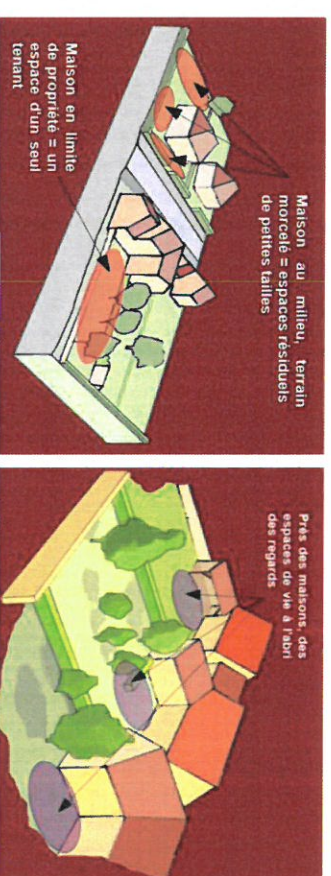 Maison au milieu, terrain
morcelé = espaces résiduels
de petites tailles
Maison en limite
de propriété = un
espace d'un seul
tenant
Près des maisons, des
espaces de vie à l'abri
des regards